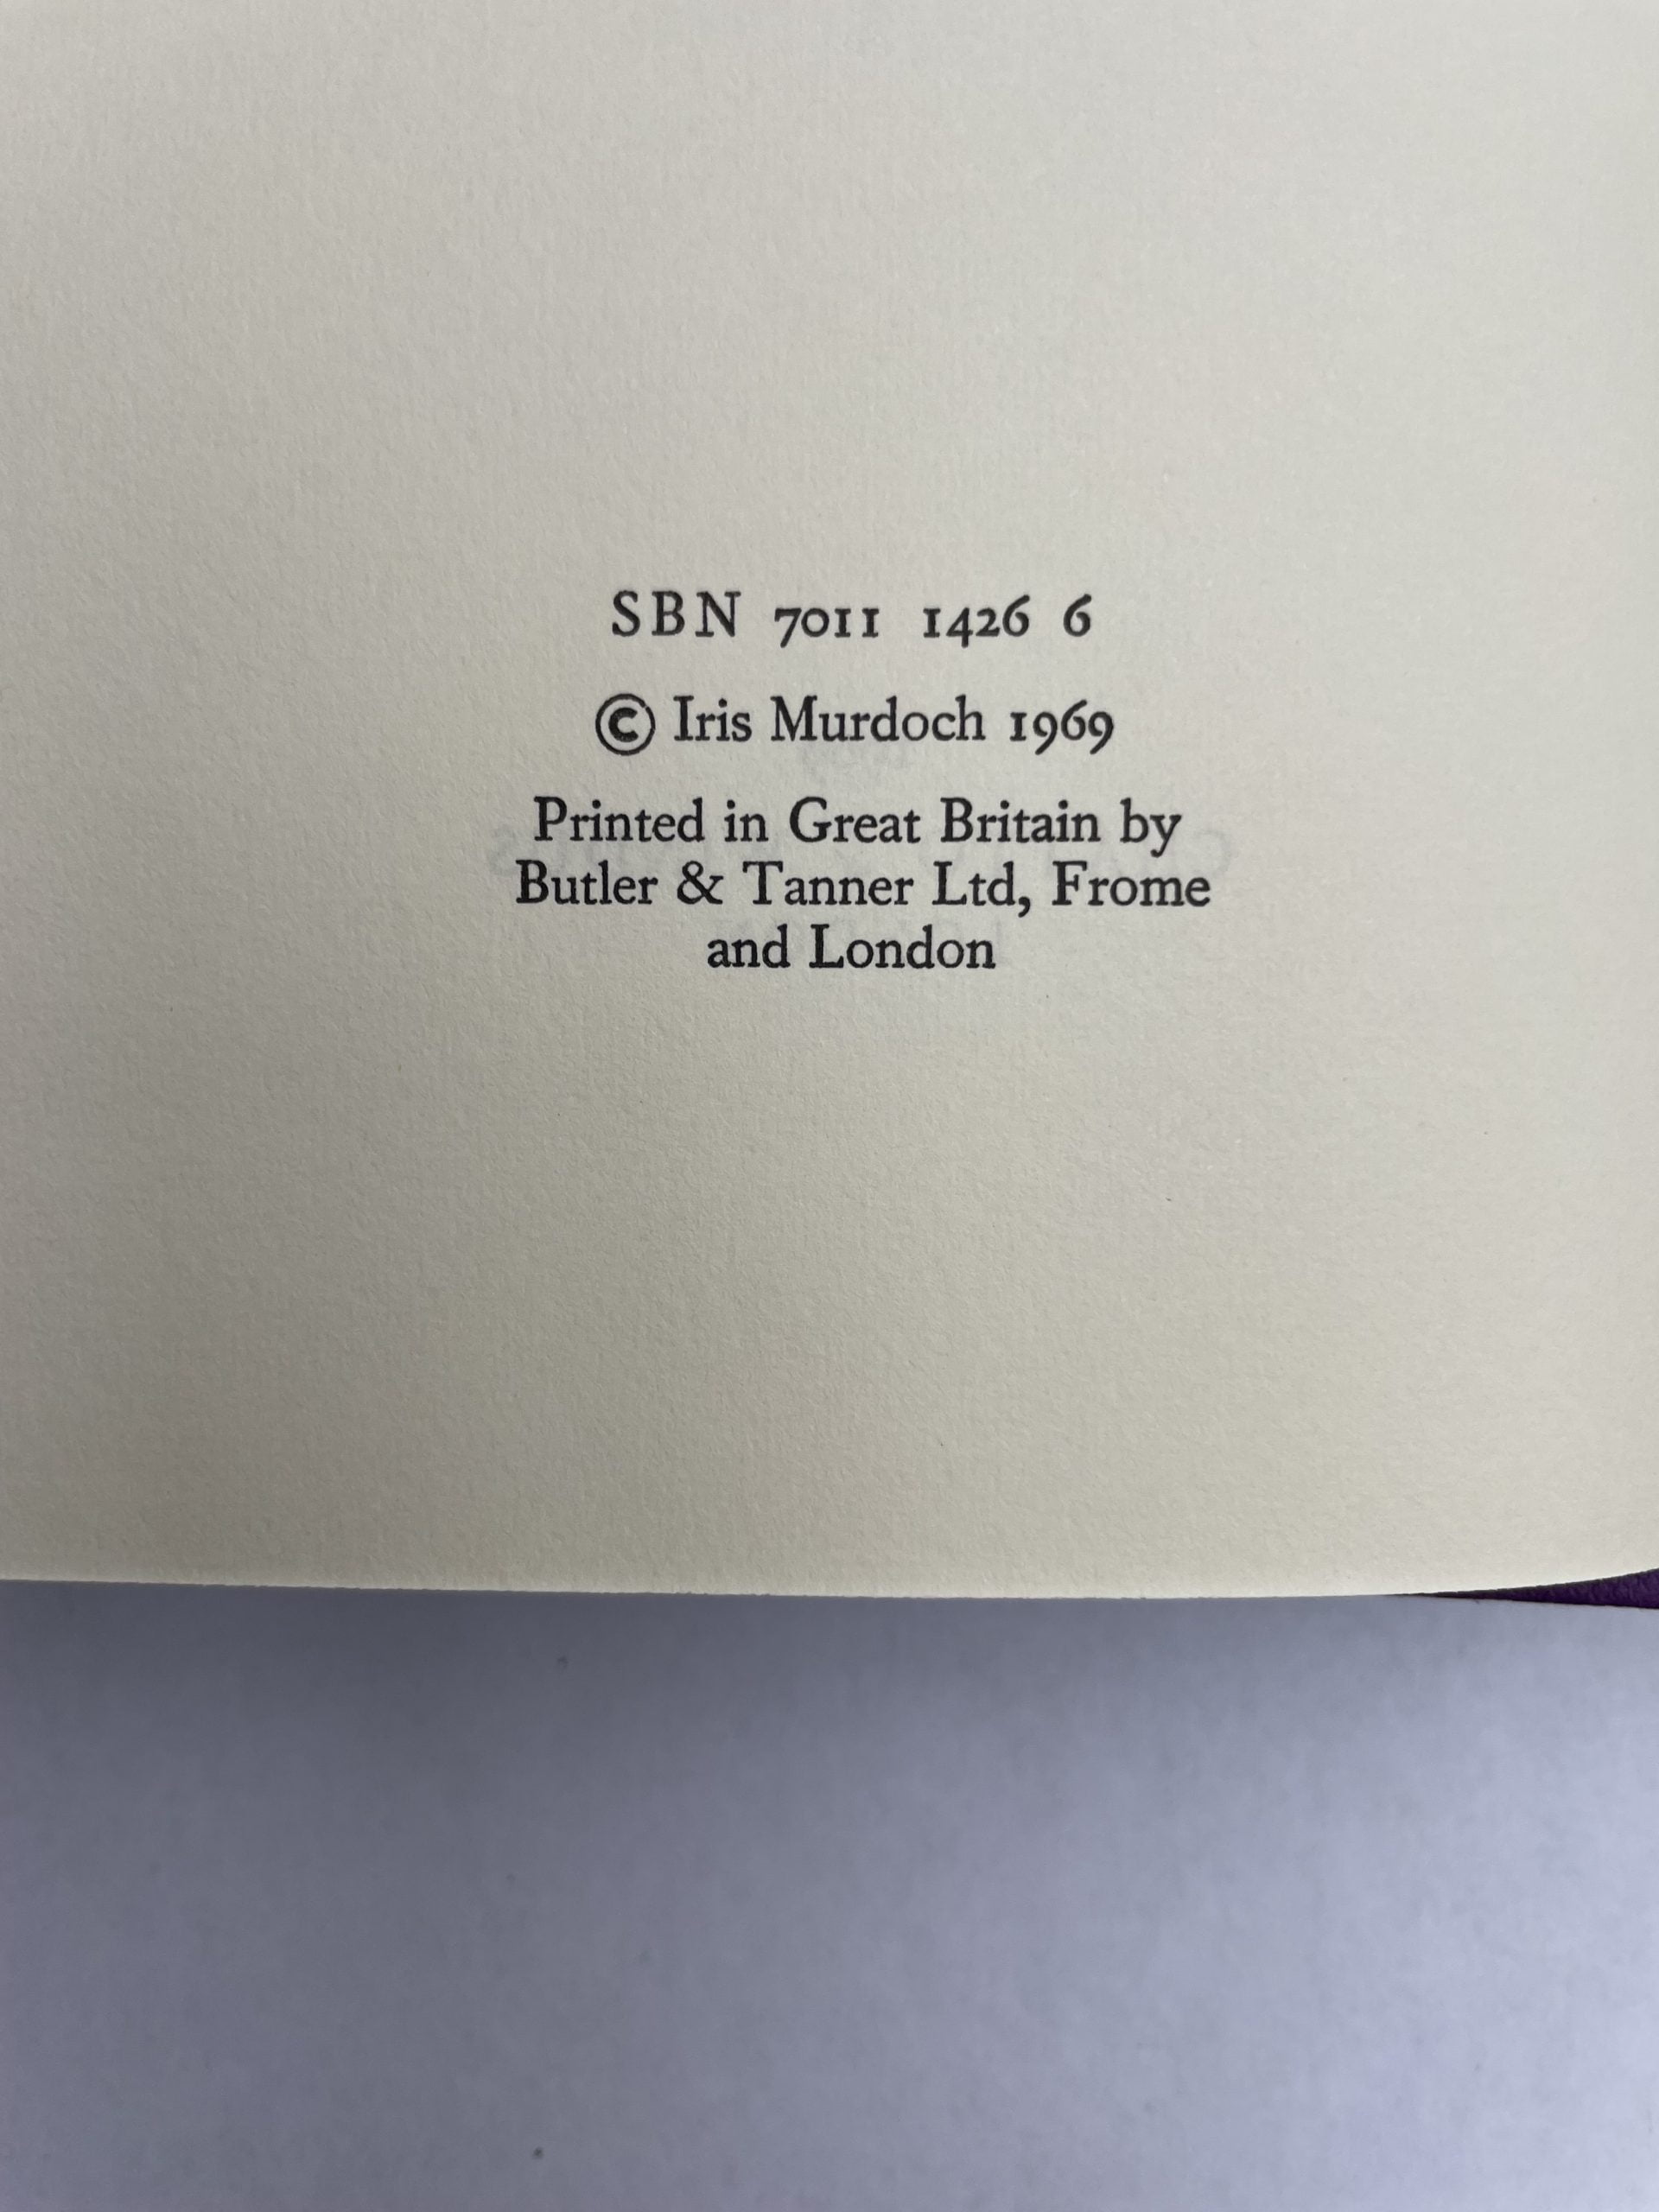 SBN 7011 1426 6
© Iris Murdoch 1969
Printed in Great Britain by
Butler & Tanner Ltd, Frome
and London